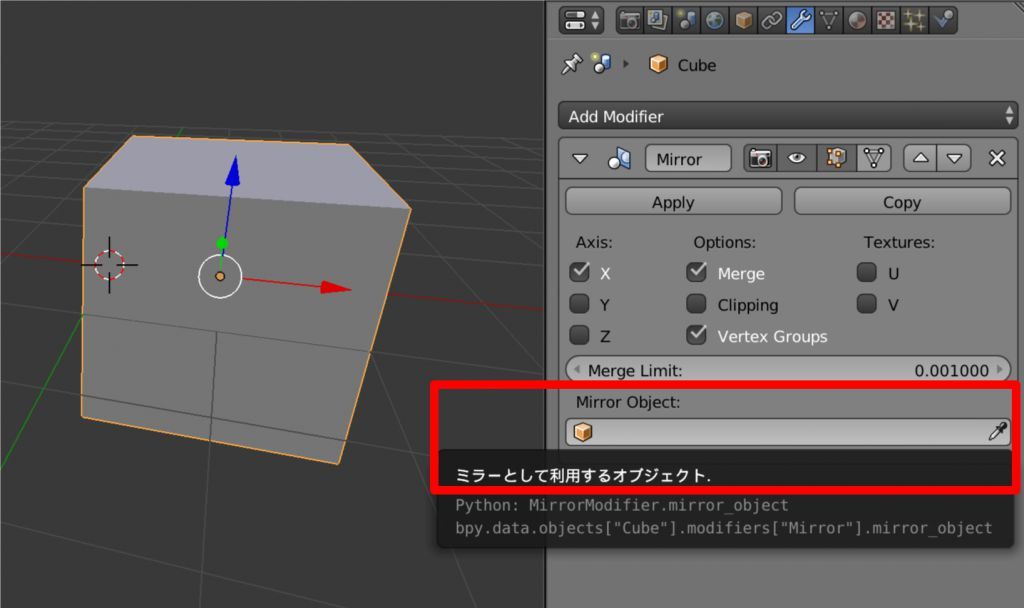 Cube
Add Modifier
Mirror
Apply Copy
Axis: Options: Textures:
X Merge U
Y Clipping V
Z Vertex Groups
Merge Limit: 0.001000
Mirror Object:
ミラーとして利用するオブジェクト.
Python: MirrorModifier.mirror_object
bpy.data.objects["Cube"].modifiers["Mirror"].mirror_object